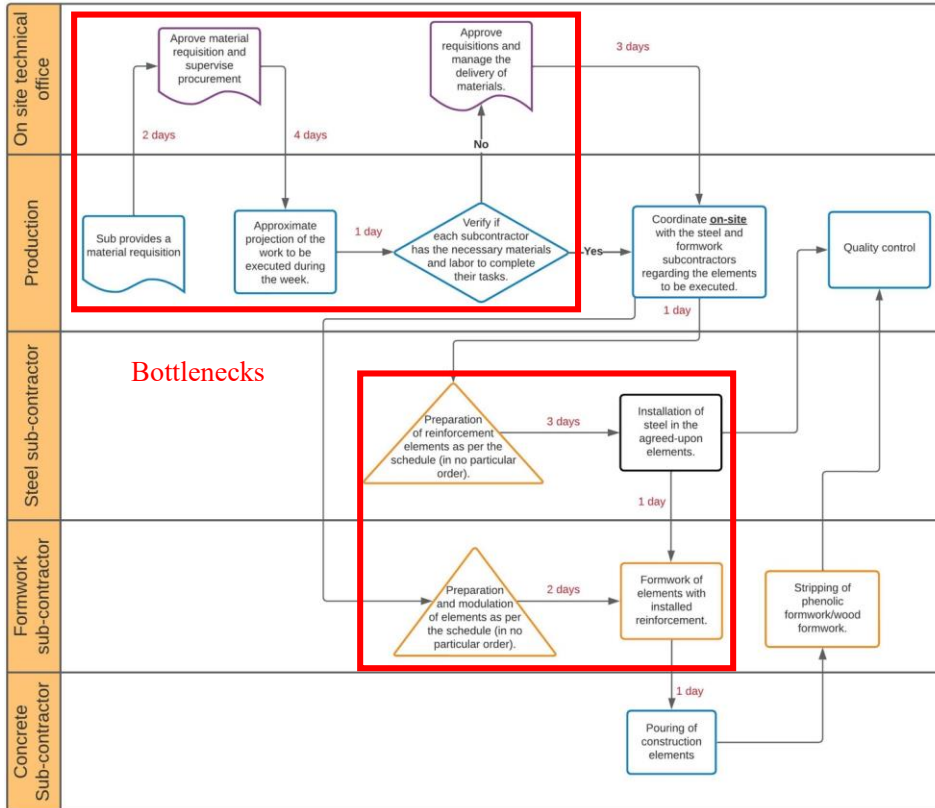 On site technical
office
Aprove material
requisition and
supervise
procurement
Approve
requisitions and
manage the
delivery of
materials.
3 days
2 days
4 days
No
Production
Sub provides a
material requisition
Approximate
projection of the
work to be
executed during
the week.
1 day
Verify if
each subcontractor
has the necessary materials
and labor to complete
their tasks.
Yes
Coordinate on-site
with the steel and
formwork
subcontractors
regarding the elements
to be executed.
Quality control
1 day
Steel sub-contractor
Bottlenecks
Preparation
of reinforcement
elements as per the
schedule (in no particular
order).
3 days
Installation of
steel in the
agreed-upon
elements.
1 day
Formwork
sub-contractor
Preparation
and modulation
of elements as per
the schedule (in no
particular order).
2 days
Formwork of
elements with
installed
reinforcement.
Stripping of
phenolic
formwork/wood
formwork.
1 day
Concrete
Sub-contractor
Pouring of
construction
elements